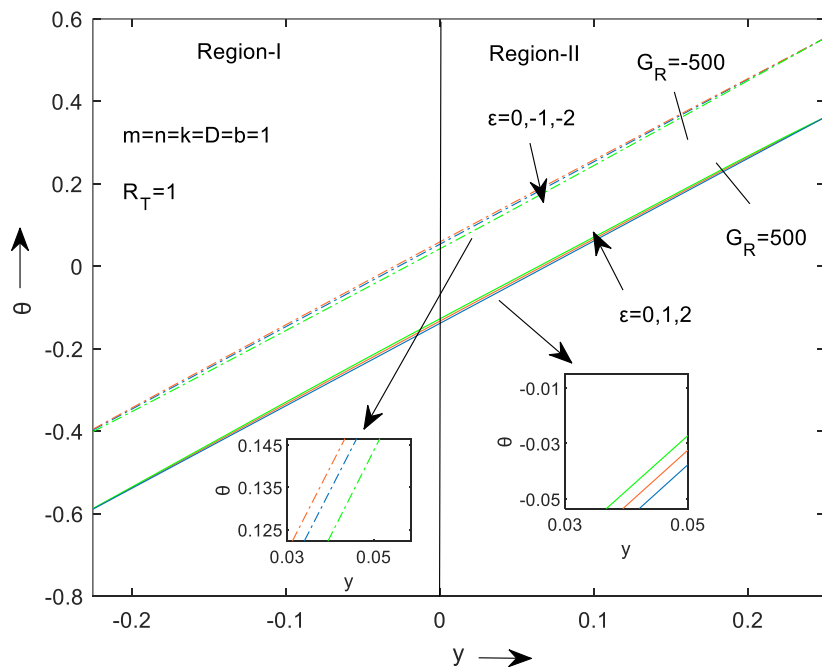 0.6
0.4
0.2
0
-0.2
-0.4
-0.6
-0.8
θ
Region-I
Region-II
G_R=-500
ε=0,-1,-2
m=n=k=D=b=1
R_T=1
G_R=500
ε=0,1,2
0.145
0.135
0.125
θ
0.03
0.05
y
-0.01
-0.03
-0.05
θ
0.03
0.05
y
-0.2
-0.1
0
0.1
0.2
y